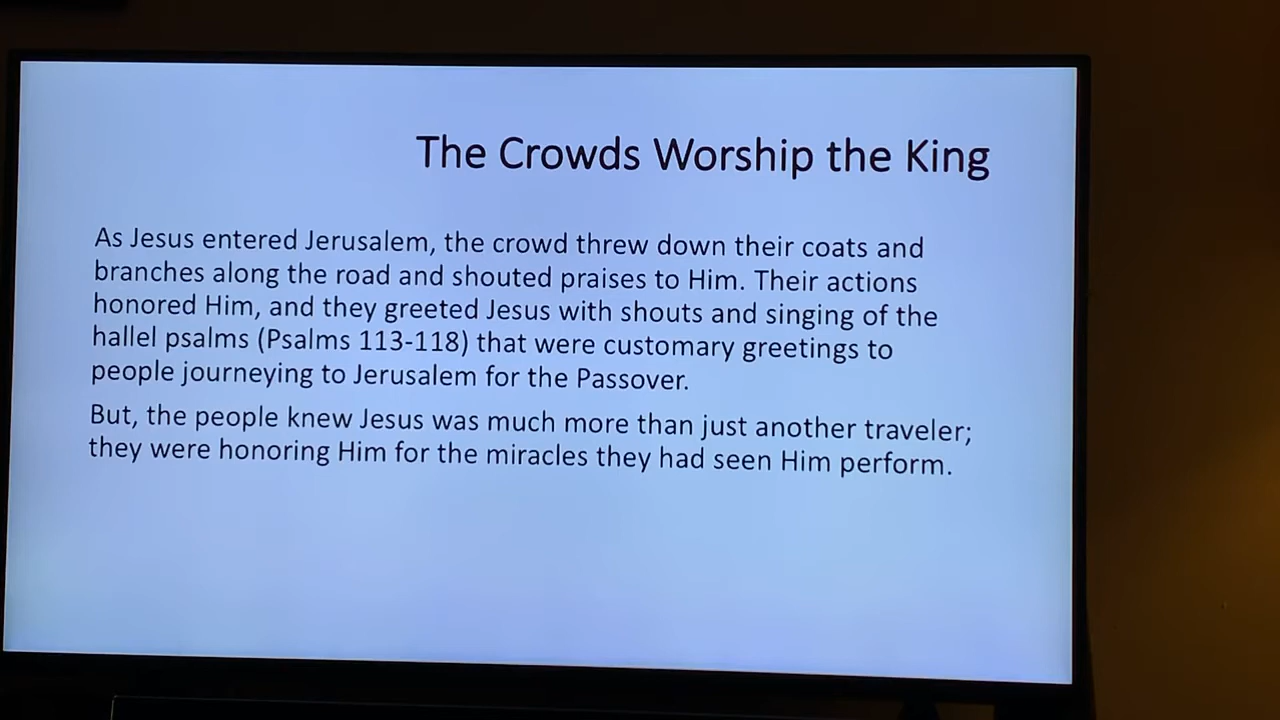 The Crowds Worship the King
As Jesus entered Jerusalem, the crowd threw down their coats and
branches along the road and shouted praises to Him. Their actions
honored Him, and they greeted Jesus with shouts and singing of the
hallel psalms (Psalms 113-118) that were customary greetings to
people journeying to Jerusalem for the Passover.
But, the people knew Jesus was much more than just another traveler;
they were honoring Him for the miracles they had seen Him perform.